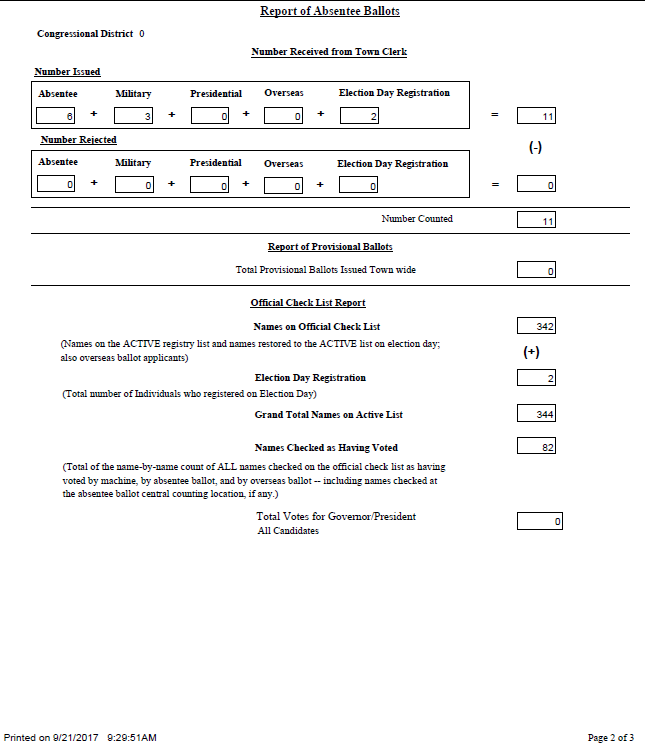 Report of Absentee Ballots
Congressional District 0
Number Received from Town Clerk
Number Issued
Absentee Military Presidential Overseas Election Day Registration
6 + 3 + 0 + 0 + 2 = 11
(-)
Number Rejected
Absentee Military Presidential Overseas Election Day Registration
0 + 0 + 0 + 0 + 0 = 0
Number Counted 11
Report of Provisional Ballots
Total Provisional Ballots Issued Town wide 0
Official Check List Report
Names on Official Check List 342
(Names on the ACTIVE registry list and names restored to the ACTIVE list on election day;
also overseas ballot applicants)
(+)
Election Day Registration 2
(Total number of Individuals who registered on Election Day)
Grand Total Names on Active List 344
Names Checked as Having Voted 82
(Total of the name-by-name count of ALL names checked on the official check list as having
voted by machine, by absentee ballot, and by overseas ballot -- including names checked at
the absentee ballot central counting location, if any.)
Total Votes for Governor/President 0
All Candidates
Printed on 9/21/2017 9:29:51AM Page 2 of 3